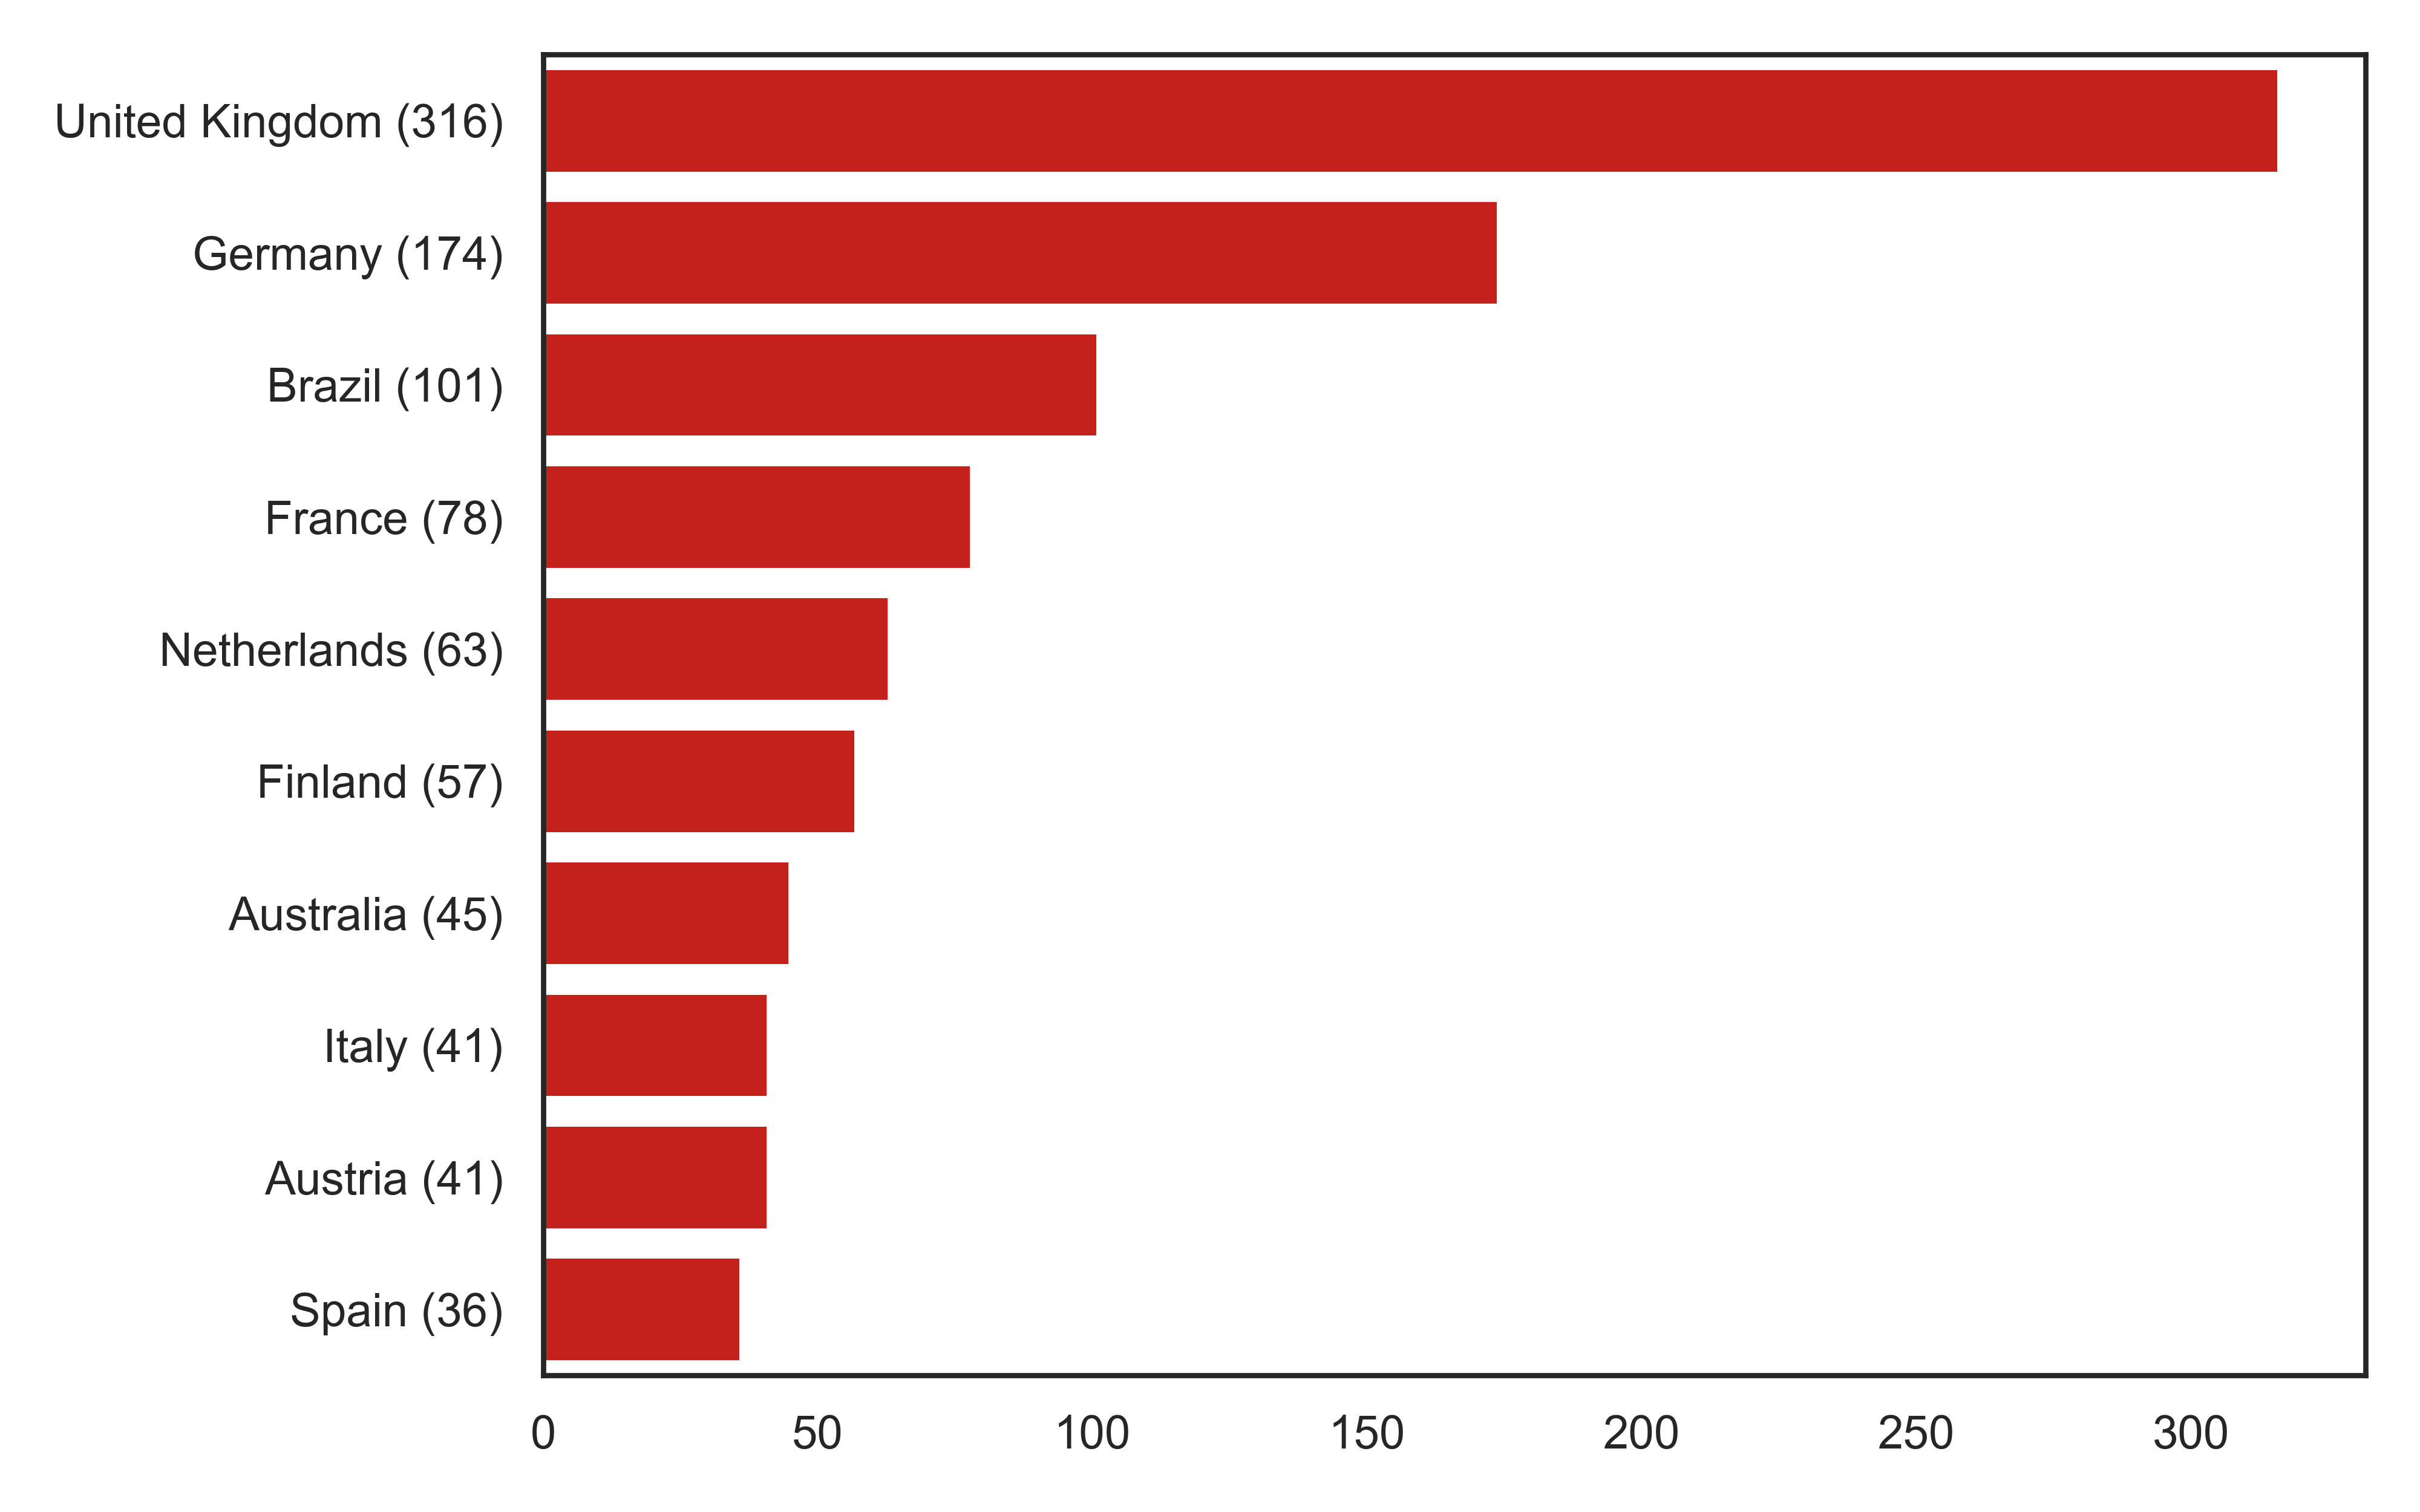 United Kingdom (316)
Germany (174)
Brazil (101)
France (78)
Netherlands (63)
Finland (57)
Australia (45)
Italy (41)
Austria (41)
Spain (36)
0 50 100 150 200 250 300